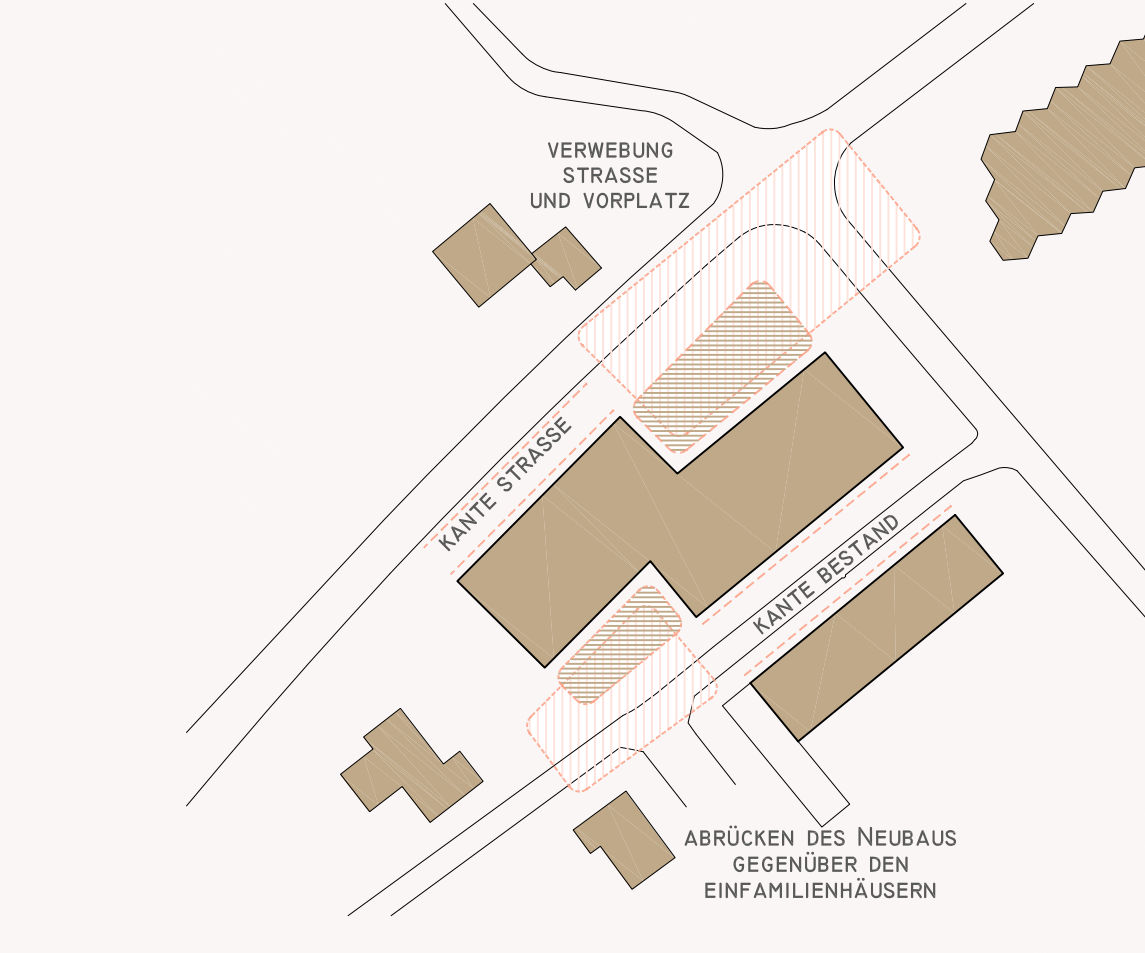 VERWEBUNG
STRASSE
UND VORPLATZ
KANTE STRASSE
KANTE BESTAND
ABRÜCKEN DES NEUBAUS
GEGENÜBER DEN
EINFAMILIENHÄUSERN